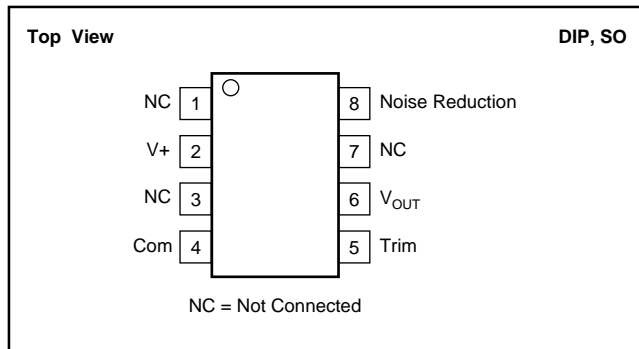 Top View DIP, SO
NC 1 8 Noise Reduction
V+ 2 7 NC
NC 3 6 VOUT
Com 4 5 Trim
NC = Not Connected